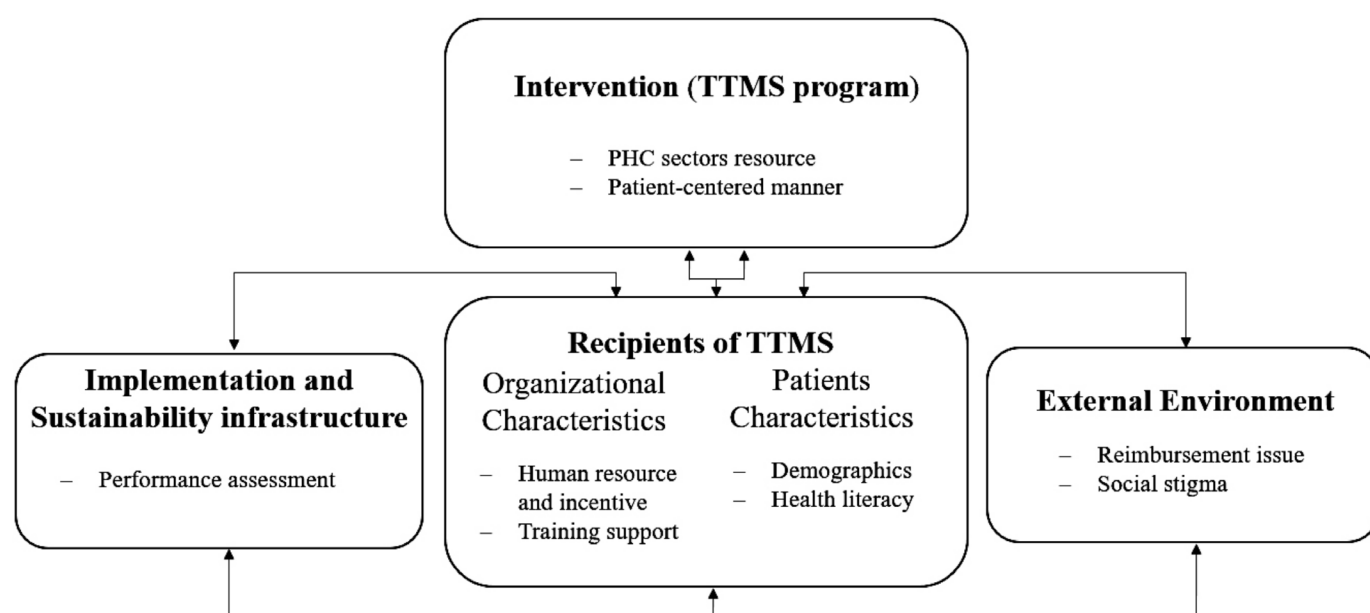 Intervention (TTMS program)
– PHC sectors resource
– Patient-centered manner
Implementation and
Sustainability infrastructure
– Performance assessment
Recipients of TTMS
Organizational
Characteristics
– Human resource
and incentive
– Training support
Patients
Characteristics
– Demographics
– Health literacy
External Environment
– Reimbursement issue
– Social stigma